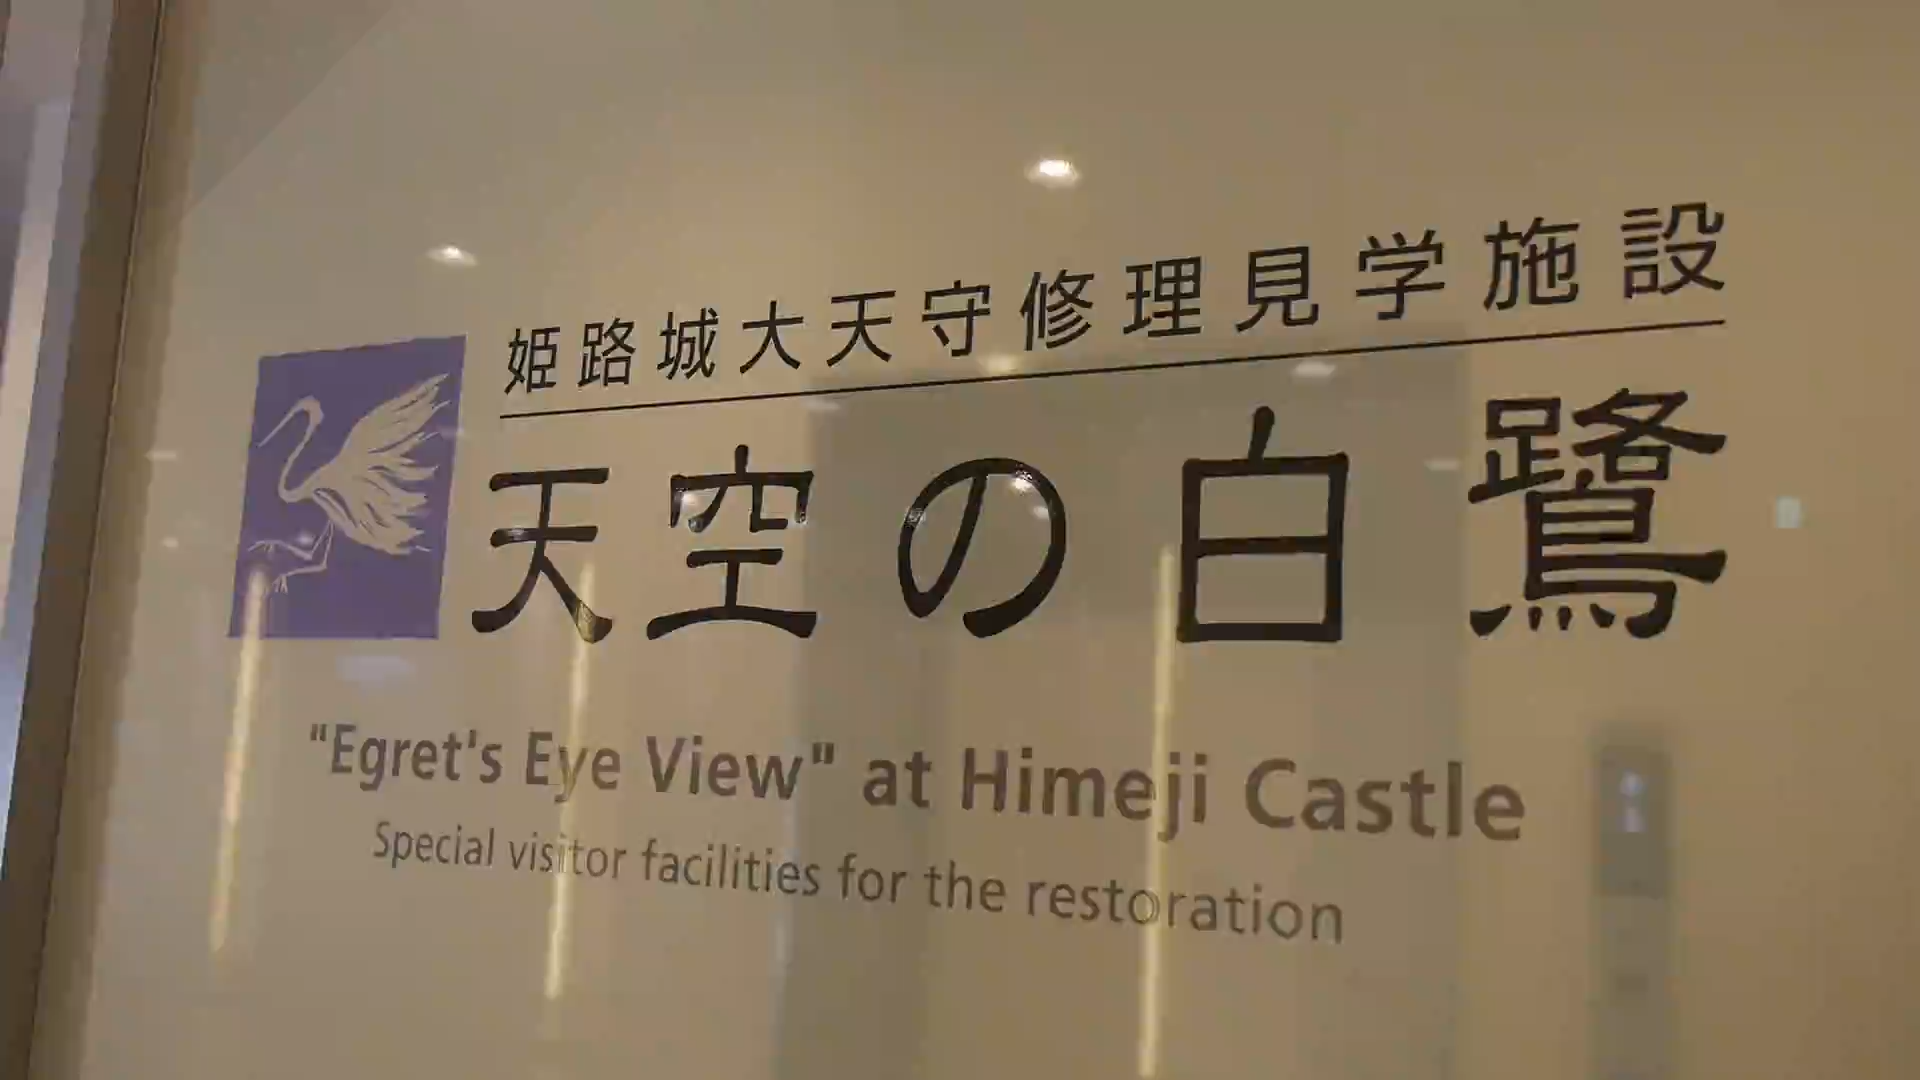 姫路城大天守修理見学施設
天空の白鷺
"Egret's Eye View" at Himeji Castle
Special visitor facilities for the restoration